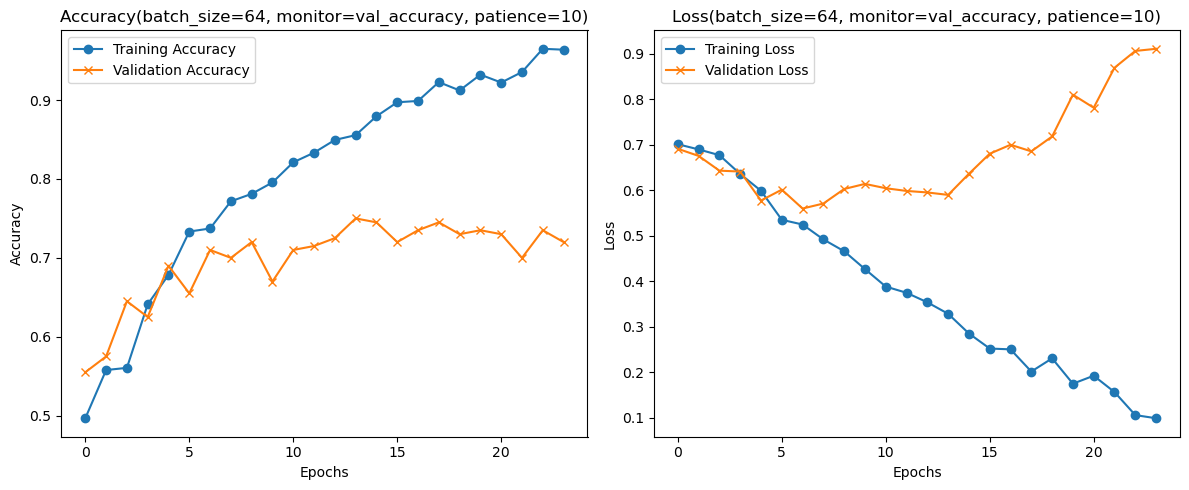 Accuracy(batch_size=64, monitor=val_accuracy, patience=10)
Training Accuracy
Validation Accuracy
Accuracy
0.9
0.8
0.7
0.6
0.5
0
5
10
15
20
Epochs
Loss(batch_size=64, monitor=val_accuracy, patience=10)
Training Loss
Validation Loss
Loss
0.9
0.8
0.7
0.6
0.5
0.4
0.3
0.2
0.1
0
5
10
15
20
Epochs